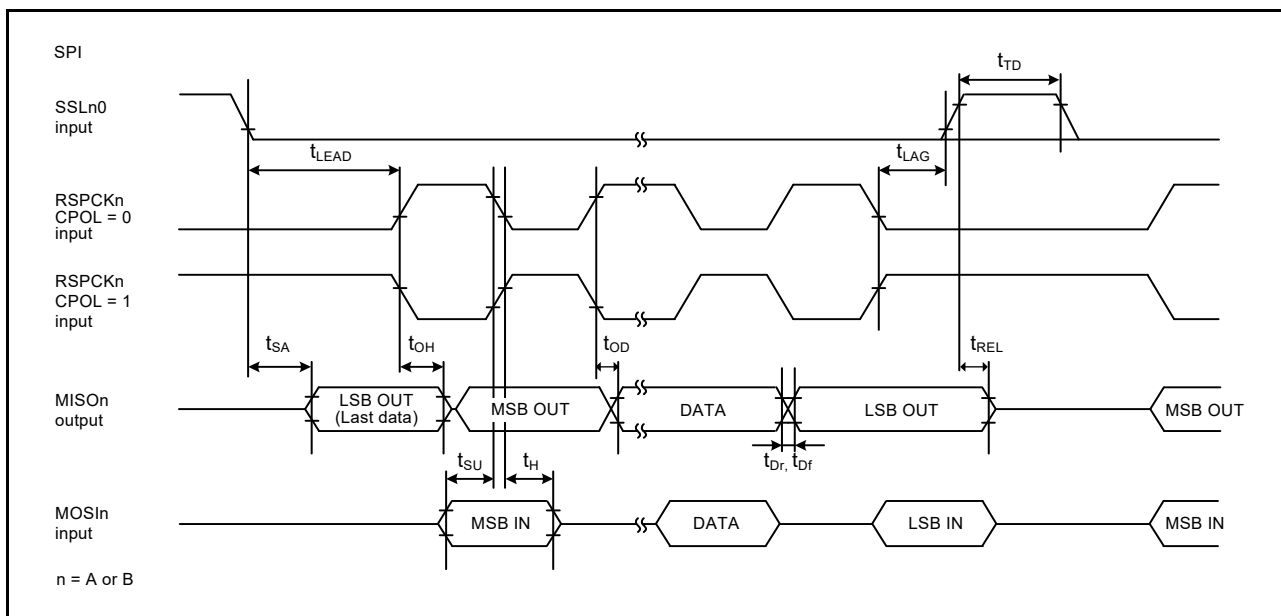 SPI
SSLn0
input
tTD
tLEAD
tLAG
RSPCKn
CPOL = 0
input
RSPCKn
CPOL = 1
input
tSA
tOH
tOD
tREL
MISOn
output
LSB OUT
(Last data)
MSB OUT
DATA
LSB OUT
MSB OUT
tSU
tH
tDr, tDf
MOSIn
input
MSB IN
DATA
LSB IN
MSB IN
n = A or B